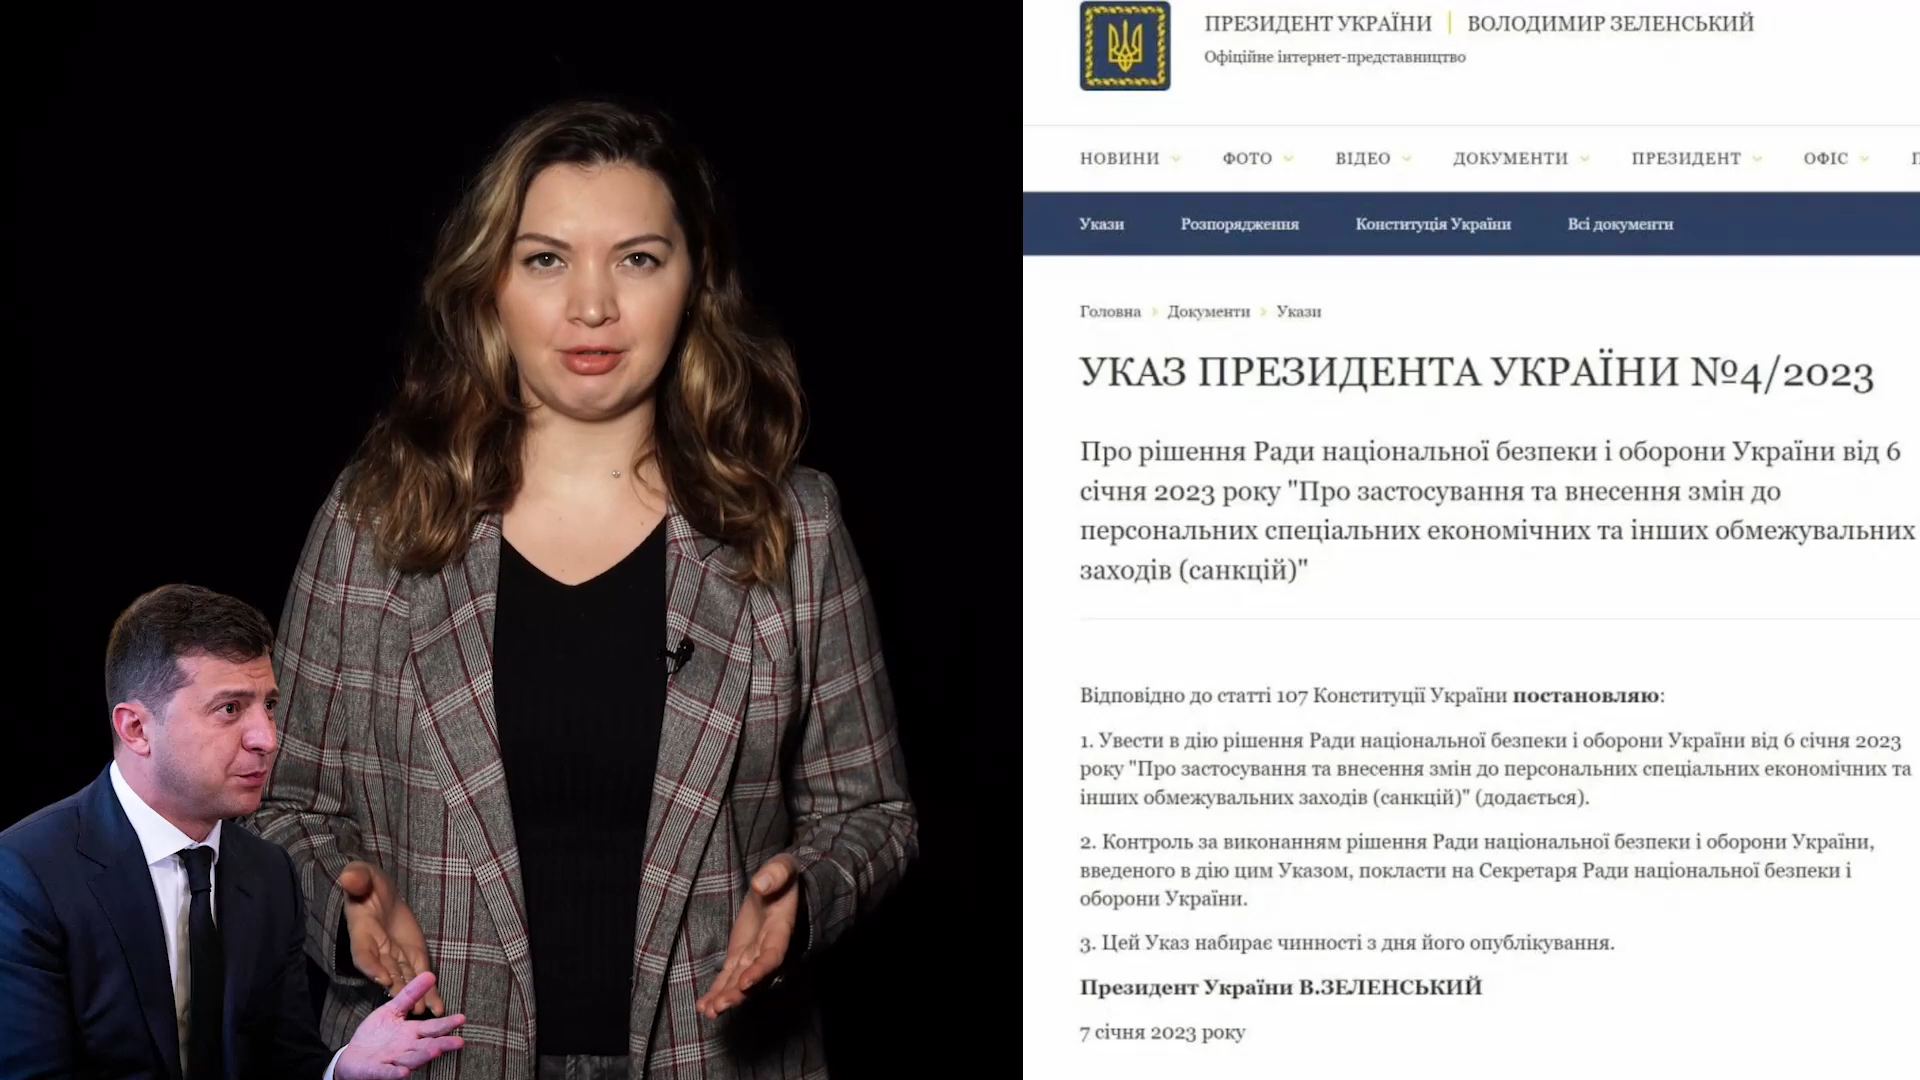 ПРЕЗИДЕНТ УКРАЇНИ | ВОЛОДИМИР ЗЕЛЕНСЬКИЙ
Офіційне інтернет-представництво
НОВИНИ ФОТО ВІДЕО ДОКУМЕНТИ ПРЕЗИДЕНТ ОФІС
Укази Розпорядження Конституція України Всі документи
Головна > Документи > Укази
УКАЗ ПРЕЗИДЕНТА УКРАЇНИ №4/2023
Про рішення Ради національної безпеки і оборони України від 6
січня 2023 року "Про застосування та внесення змін до
персональних спеціальних економічних та інших обмежувальних
заходів (санкцій)"
Відповідно до статті 107 Конституції України постановляю:
1. Увести в дію рішення Ради національної безпеки і оборони України від 6 січня 2023
року "Про застосування та внесення змін до персональних спеціальних економічних та
інших обмежувальних заходів (санкцій)" (додається).
2. Контроль за виконанням рішення Ради національної безпеки і оборони України,
введеного в дію цим Указом, покласти на Секретаря Ради національної безпеки і
оборони України.
3. Цей Указ набирає чинності з дня його опублікування.
Президент України В.ЗЕЛЕНСЬКИЙ
7 січня 2023 року